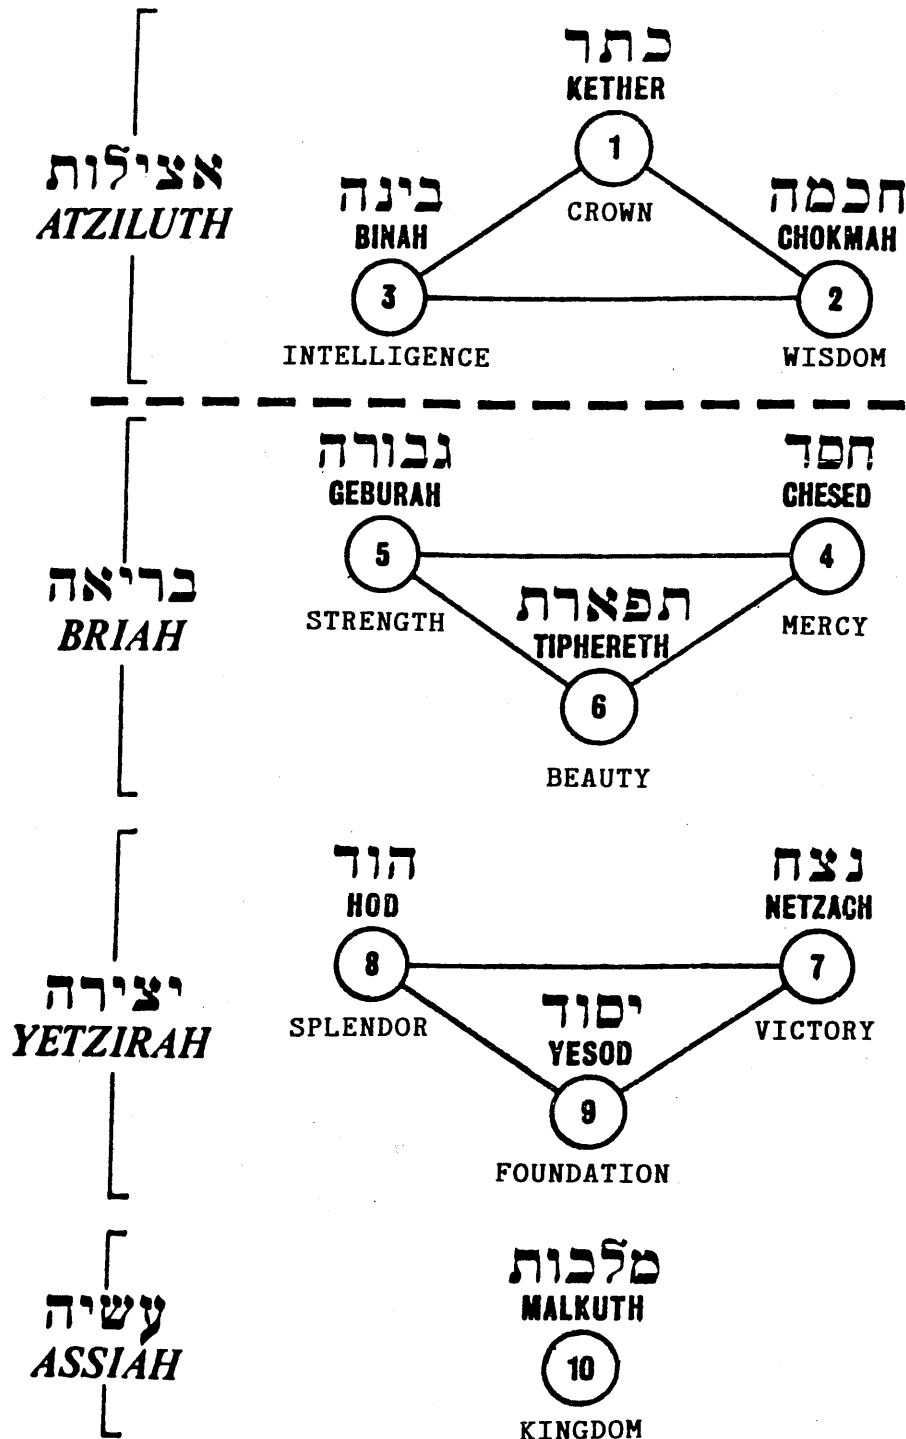 כתר
KETHER
1
CROWN
אצילות
ATZILUTH
בינה
BINAH
3
INTELLIGENCE
חכמה
CHOKMAH
2
WISDOM
בריאה
BRIAH
גבורה
GEBURAH
5
STRENGTH
חסד
CHESED
4
MERCY
תפארת
TIPHERETH
6
BEAUTY
יצירה
YETZIRAH
הוד
HOD
8
SPLENDOR
נצח
NETZACH
7
VICTORY
יסוד
YESOD
9
FOUNDATION
עשיה
ASSIAH
מלכות
MALKUTH
10
KINGDOM